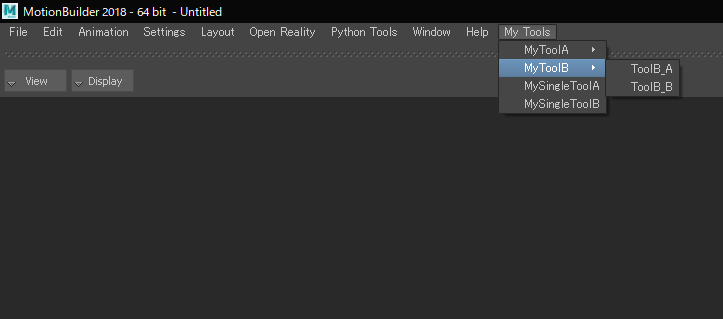 MotionBuilder 2018 - 64 bit - Untitled
File Edit Animation Settings Layout Open Reality Python Tools Window Help My Tools
MyToolA
MyToolB ToolB_A
ToolB_B
MySingleToolA
MySingleToolB
View Display